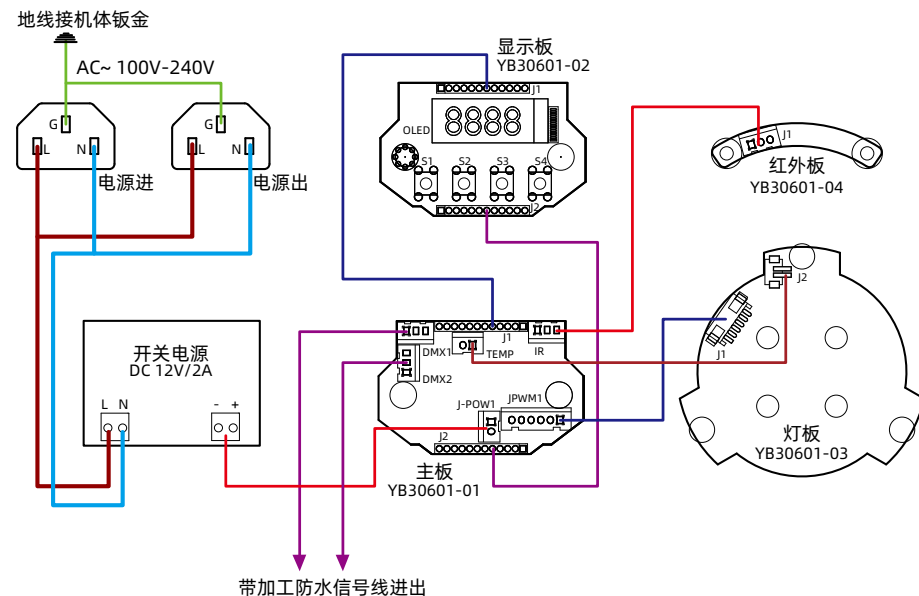 地线接机体钣金
AC~ 100V-240V
G
L
N
电源进
G
L
N
电源出
显示板
YB30601-02
J1
OLED
8888
S1
S2
S3
S4
J2
J1
红外板
YB30601-04
开关电源
DC 12V/2A
L N
- +
DMX1
J1
TEMP
IR
DMX2
J-POW1
JPWM1
J2
主板
YB30601-01
J2
J1
灯板
YB30601-03
带加工防水信号线进出